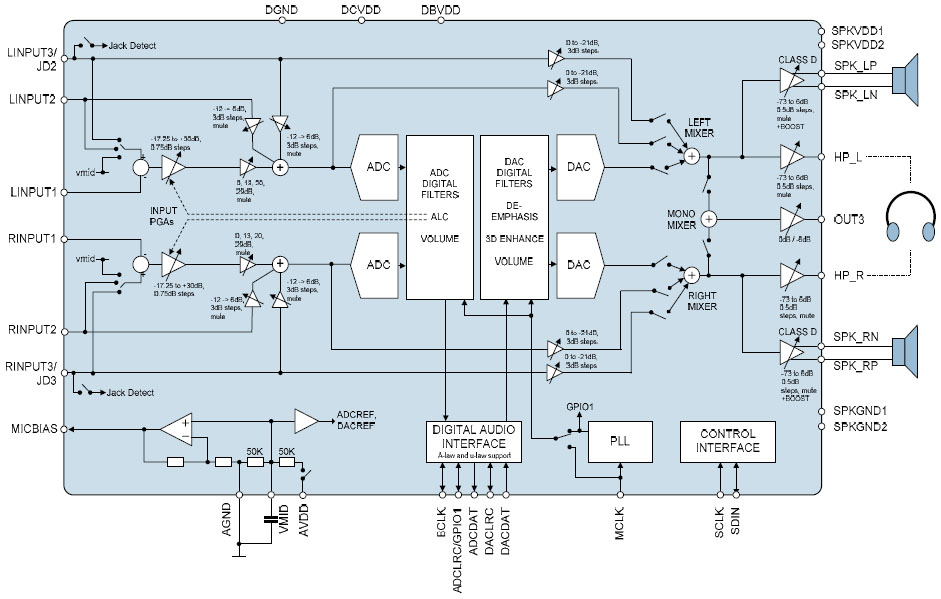 DGND
DCVDD
DBVDD
SPKVDD1
SPKVDD2
LINPUT3/
JD2
Jack Detect
0 to -21dB,
3dB steps
CLASS D
SPK_LP
SPK_LN
LINPUT2
0 to -21dB,
3dB steps
-12 -> 6dB,
3dB steps,
mute
-73 to 6dB
0.5dB steps,
mute
+BOOST
LEFT
MIXER
-17.25 to +30dB,
0.75dB steps
-12 -> 6dB,
3dB steps,
mute
vmid
ADC
ADC
DIGITAL
FILTERS
ALC
VOLUME
DAC
DIGITAL
FILTERS
DE-
EMPHASIS
3D ENHANCE
VOLUME
DAC
HP_L
LINPUT1
mute
-73 to 6dB
0.5dB steps,
mute
INPUT
PGAs
MONO
MIXER
OUT3
0dB / -6dB
RINPUT1
0, 13, 20,
29dB,
mute
vmid
ADC
DAC
HP_R
-17.25 to +30dB,
0.75dB steps
-12 -> 6dB,
3dB steps,
mute
-12 -> 6dB,
3dB steps,
mute
RIGHT
MIXER
-73 to 6dB
0.5dB
steps, mute
RINPUT2
0 to -21dB,
3dB steps
CLASS D
SPK_RN
SPK_RP
RINPUT3/
JD3
0 to -21dB,
3dB steps
-73 to 6dB
0.5dB
steps, mute
+BOOST
Jack Detect
SPKGND1
SPKGND2
MICBIAS
ADCREF,
DACREF
GPIO1
DIGITAL AUDIO
INTERFACE
A-law and u-law support
PLL
CONTROL
INTERFACE
50K
50K
AGND
VMID
AVDD
BCLK
ADCLRC/GPIO1
ADCDAT
DACLRC
DACDAT
MCLK
SCLK
SDIN